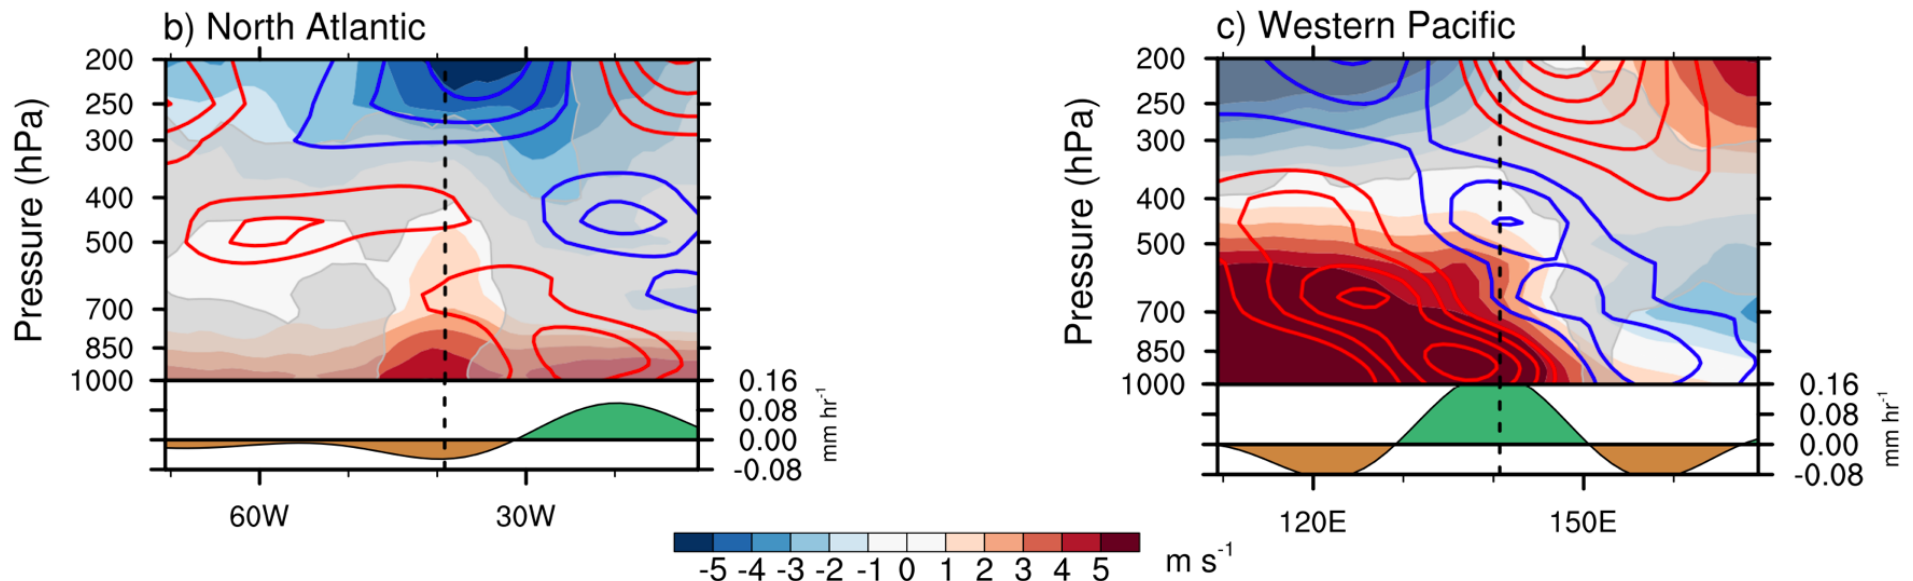 b) North Atlantic
Pressure (hPa)
200
250
300
400
500
700
850
1000
0.16
0.08
0.00
-0.08
mm hr-1
60W
30W
c) Western Pacific
Pressure (hPa)
200
250
300
400
500
700
850
1000
0.16
0.08
0.00
-0.08
mm hr-1
120E
150E
-5 -4 -3 -2 -1 0 1 2 3 4 5
m s-1